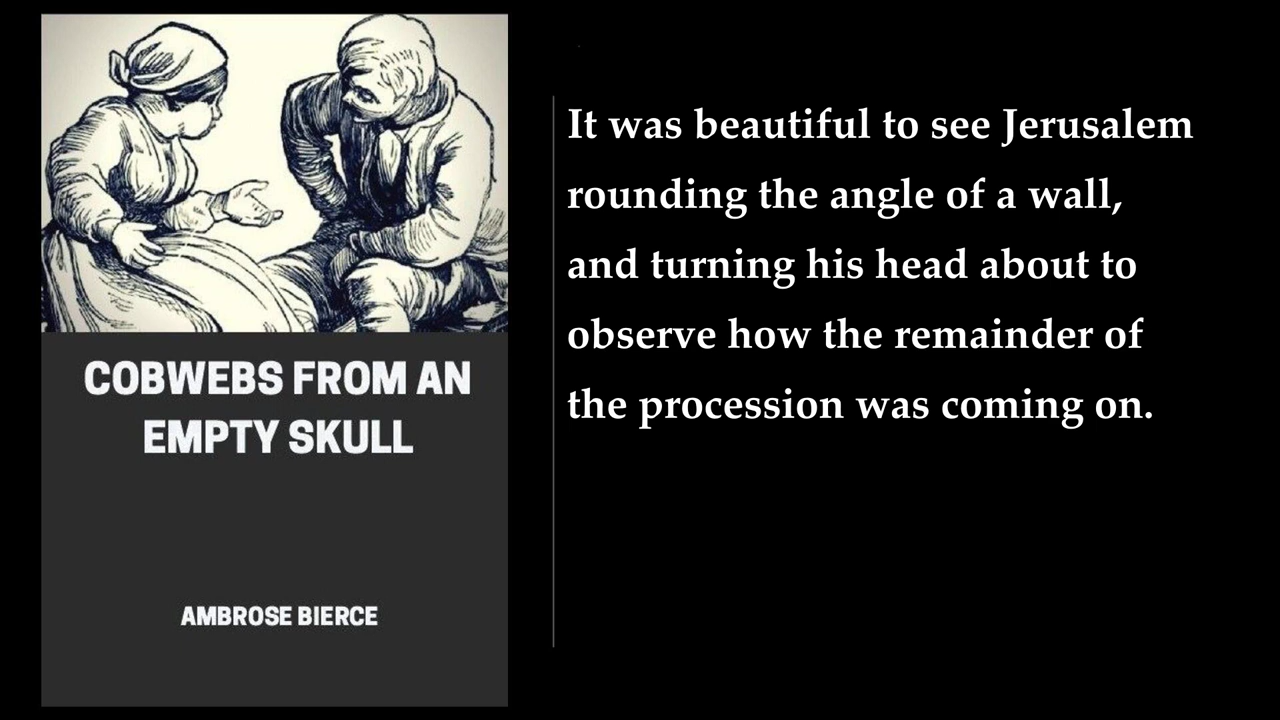 COBWEBS FROM AN
EMPTY SKULL
AMBROSE BIERCE
It was beautiful to see Jerusalem
rounding the angle of a wall,
and turning his head about to
observe how the remainder of
the procession was coming on.